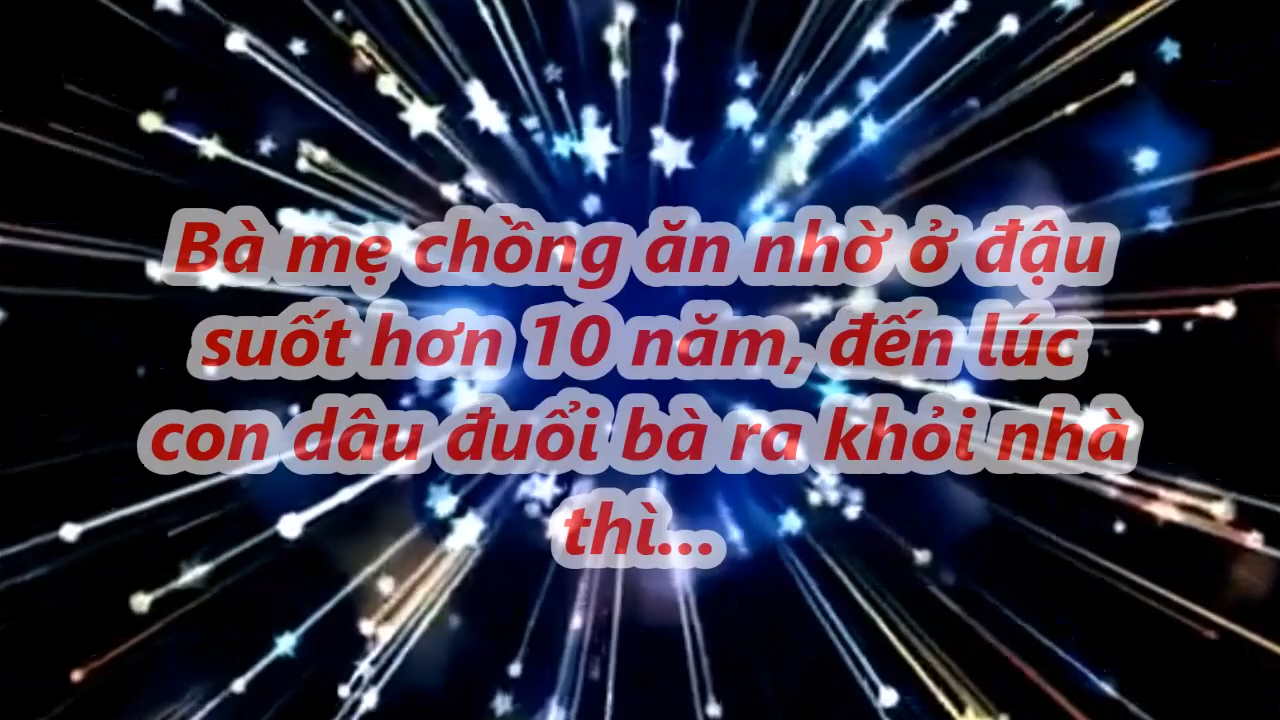 Bà mẹ chồng ăn nhờ ở đậu
suốt hơn 10 năm, đến lúc
con dâu đuổi bà ra khỏi nhà
thì...